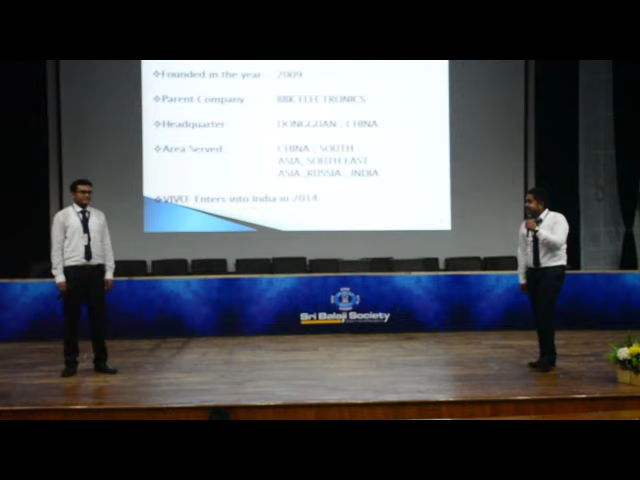 ❖Founded in the year 2009
❖Parent Company BBK ELECTRONICS
❖Headquarter DONGGUAN , CHINA
❖Area Served CHINA , SOUTH
ASIA, SOUTH EAST
ASIA ,RUSSIA , INDIA
❖VIVO- Enters into India in 2014
Sri Balaji Society